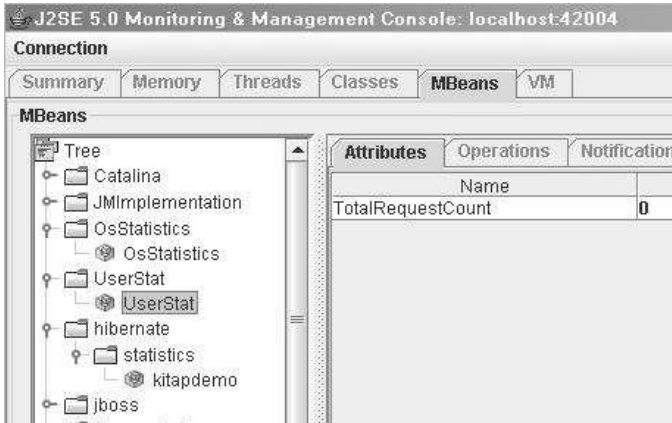 J2SE 5.0 Monitoring & Management Console: localhost:42004
Connection
Summary Memory Threads Classes MBeans VM
MBeans
Tree
Catalina
JMImplementation
OsStatistics
OsStatistics
UserStat
UserStat
hibernate
statistics
kitapdemo
jboss
Attributes Operations Notification
Name
TotalRequestCount 0